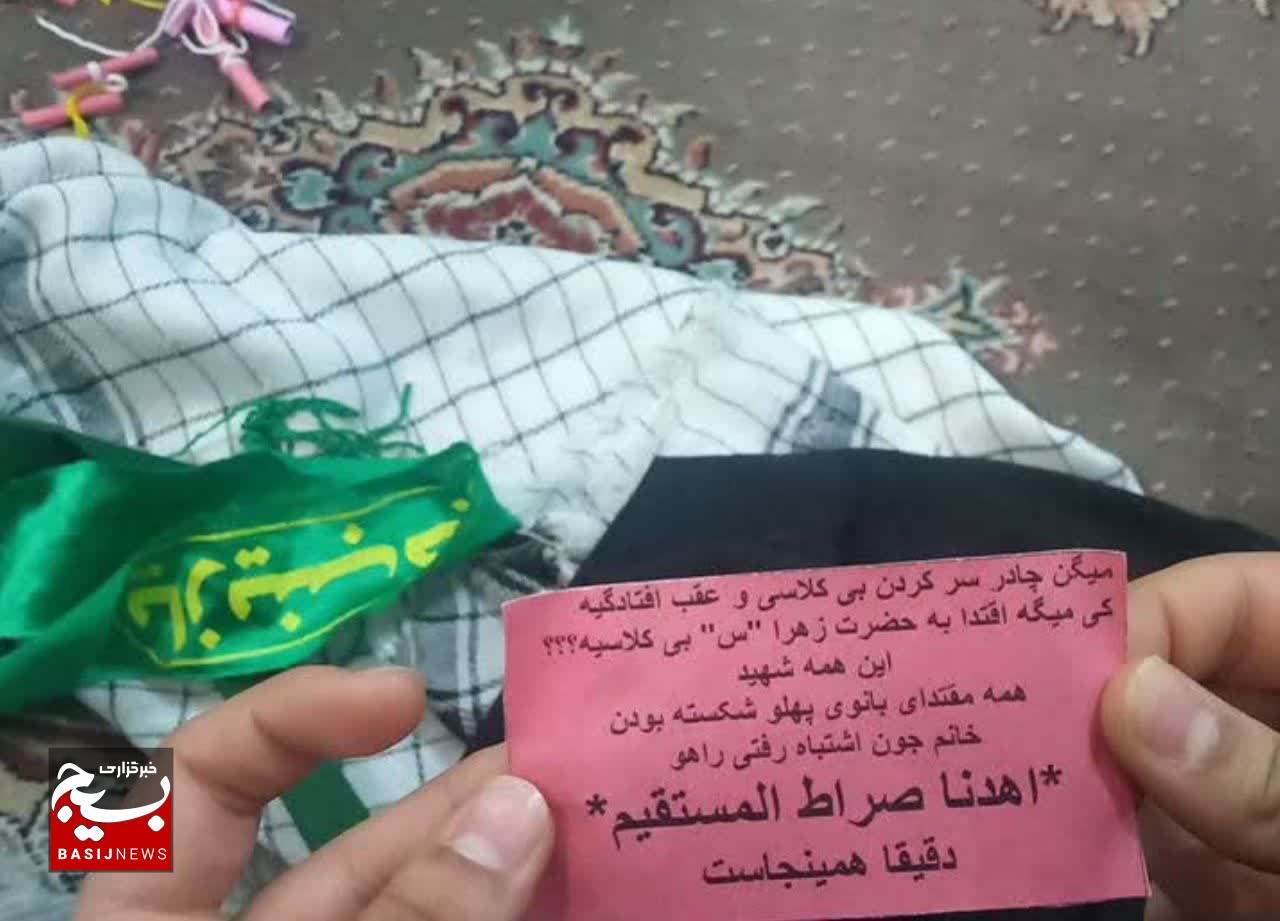 میگن چادر سر کردن بی کلاسی و عقب افتادگیه
کی میگه اقتدا به حضرت زهرا "س" بی کلاسیه؟؟؟
این همه شهید
همه مقتدای بانوی پهلو شکسته بودن
خانم جون اشتباه رفتی راهو
*اهدنا صراط المستقیم*
دقیقا همینجاست
خبرگزاری
بسیج
BASIJNEWS